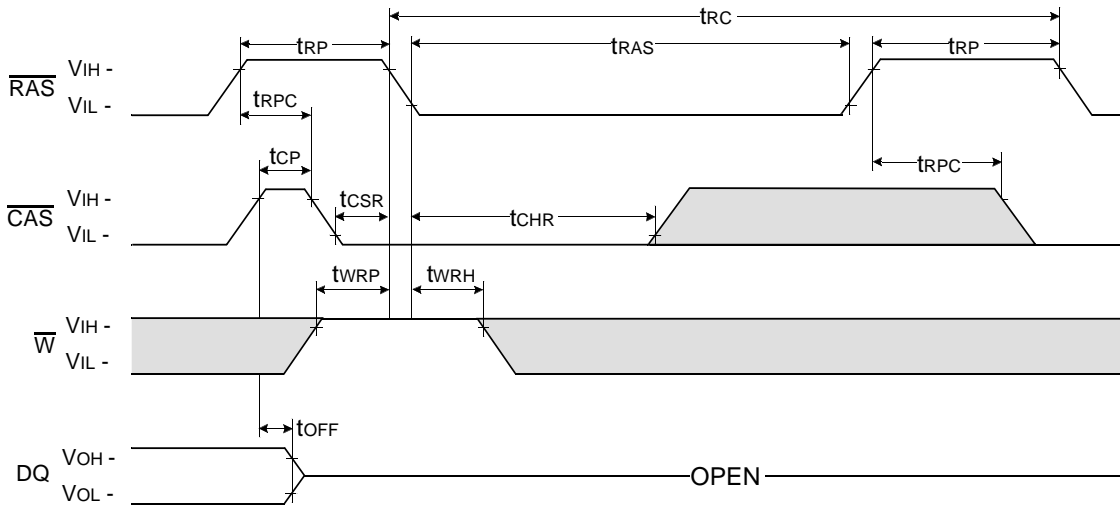 tRC
tRP tRAS tRP
RAS VIH -
VIL -
tRPC
tCP tRPC
CAS VIH -
VIL -
tCSR tCHR
tWRP tWRH
W VIH -
VIL -
tOFF
DQ VOH -
VOL -
OPEN